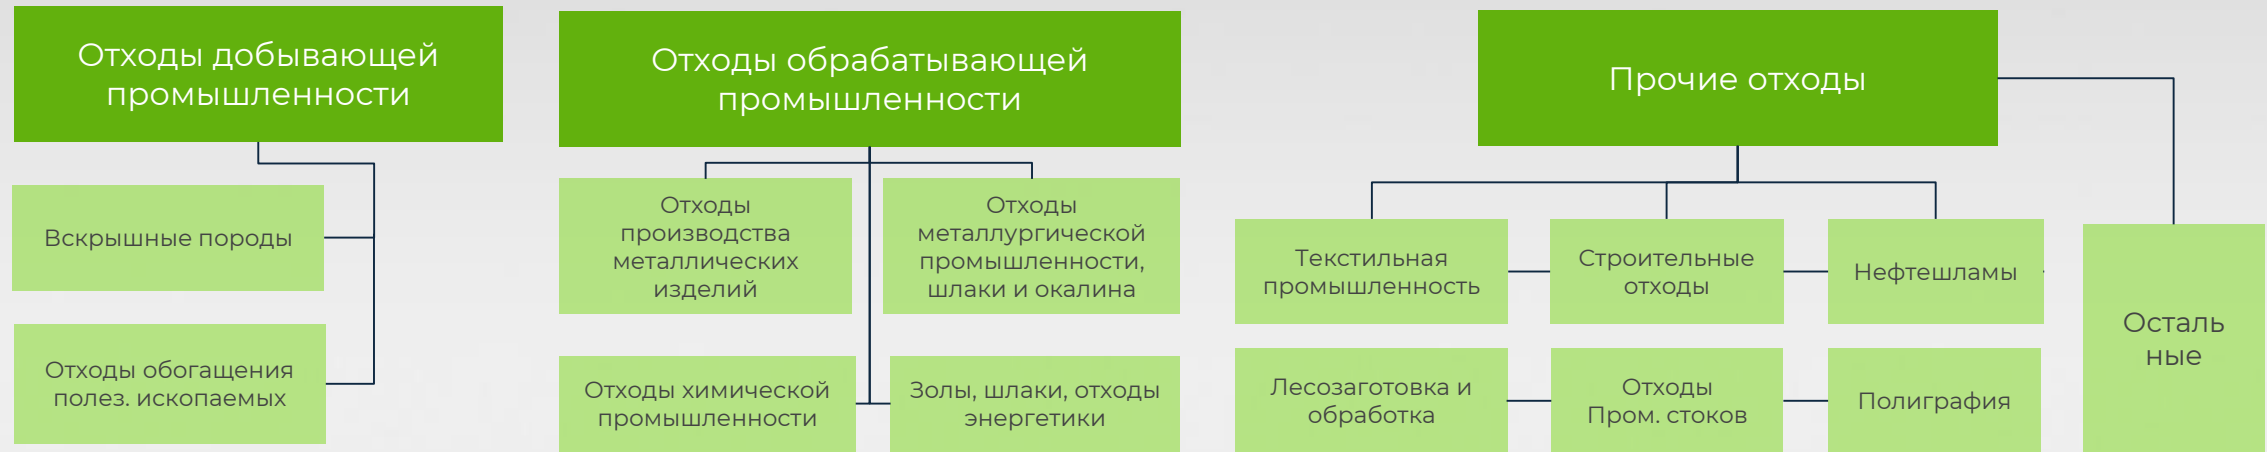 Отходы добывающей
промышленности
Вскрышные породы
Отходы обогащения
полез. ископаемых
Отходы обрабатывающей
промышленности
Отходы
производства
металлических
изделий
Отходы
металлургической
промышленности,
шлаки и окалина
Отходы химической
промышленности
Золы, шлаки, отходы
энергетики
Прочие отходы
Текстильная
промышленность
Строительные
отходы
Нефтешламы
Лесозаготовка и
обработка
Отходы
Пром. стоков
Полиграфия
Осталь
ные